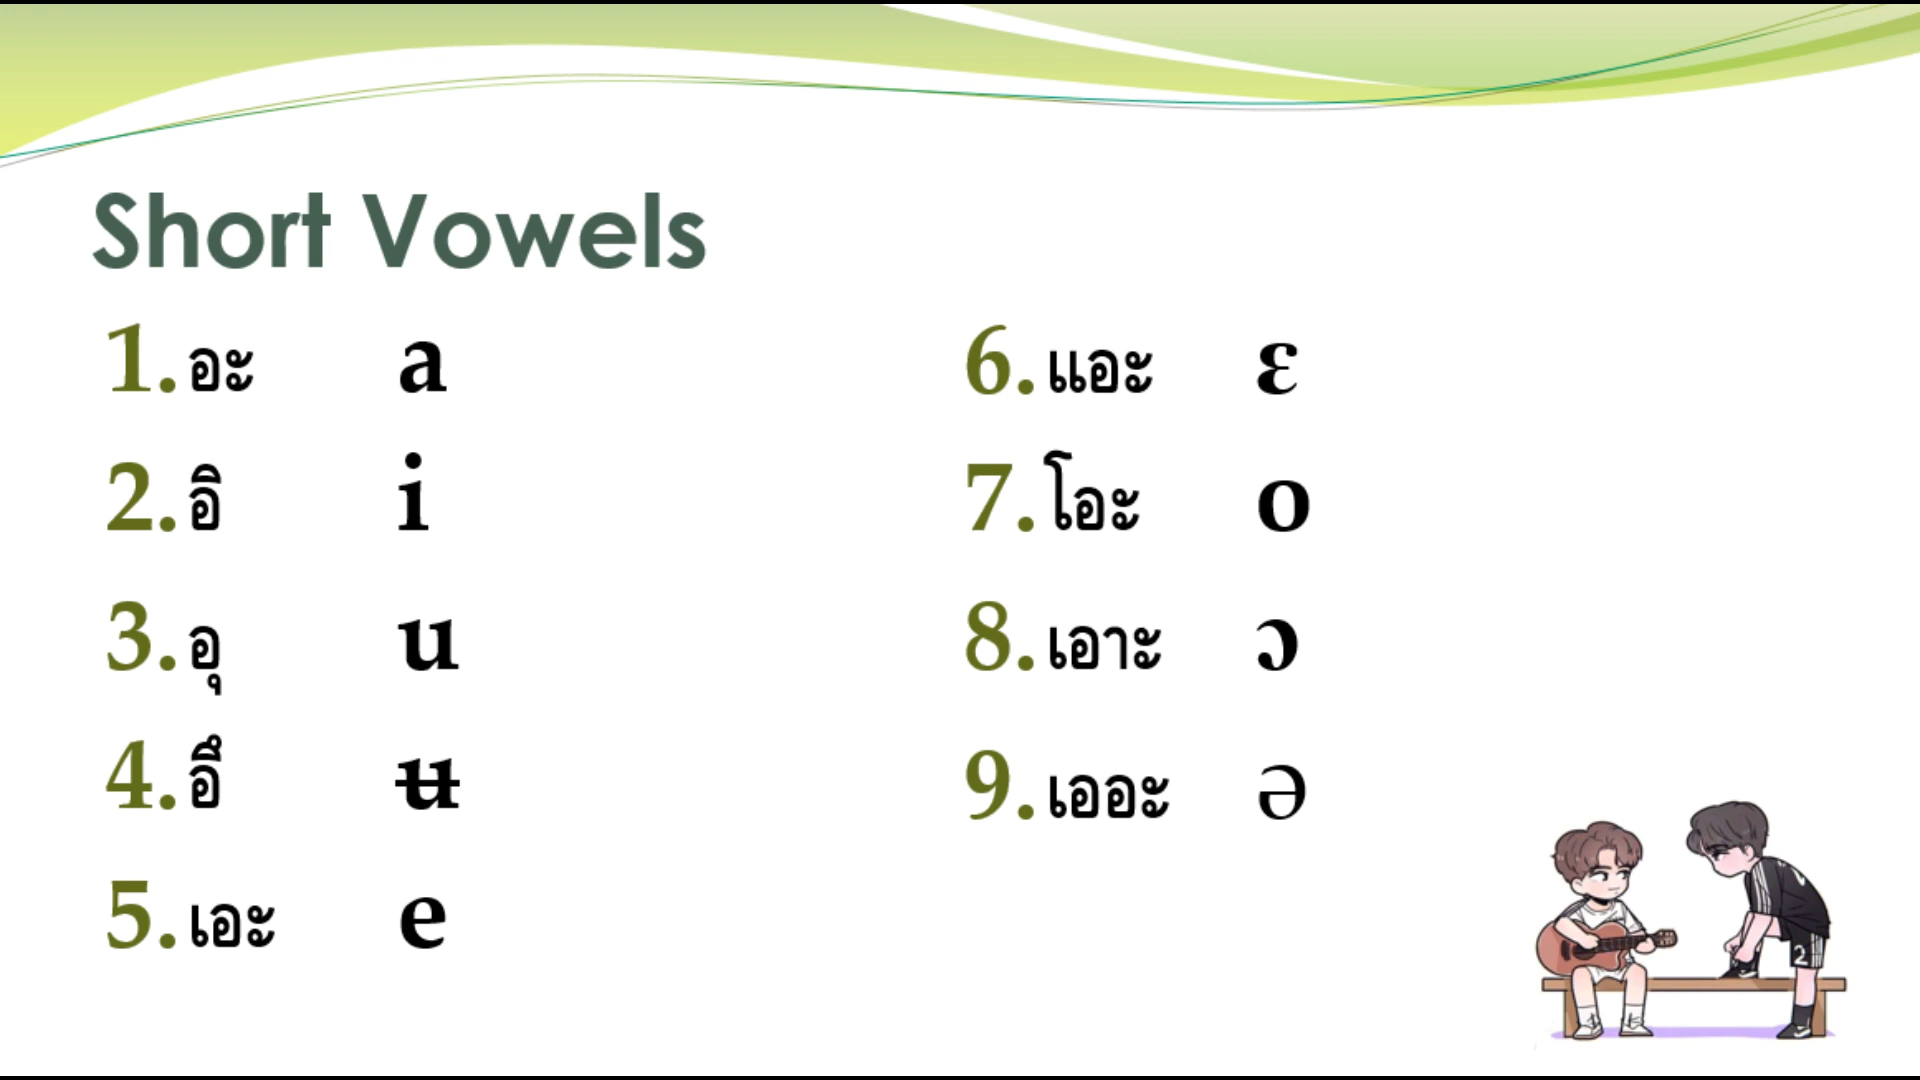 Short Vowels
1. อะ a
2. อิ i
3. อุ u
4. อึ ʉ
5. เอะ e
6. แอะ ɛ
7. โอะ o
8. เอาะ ɔ
9. เออะ ə
2